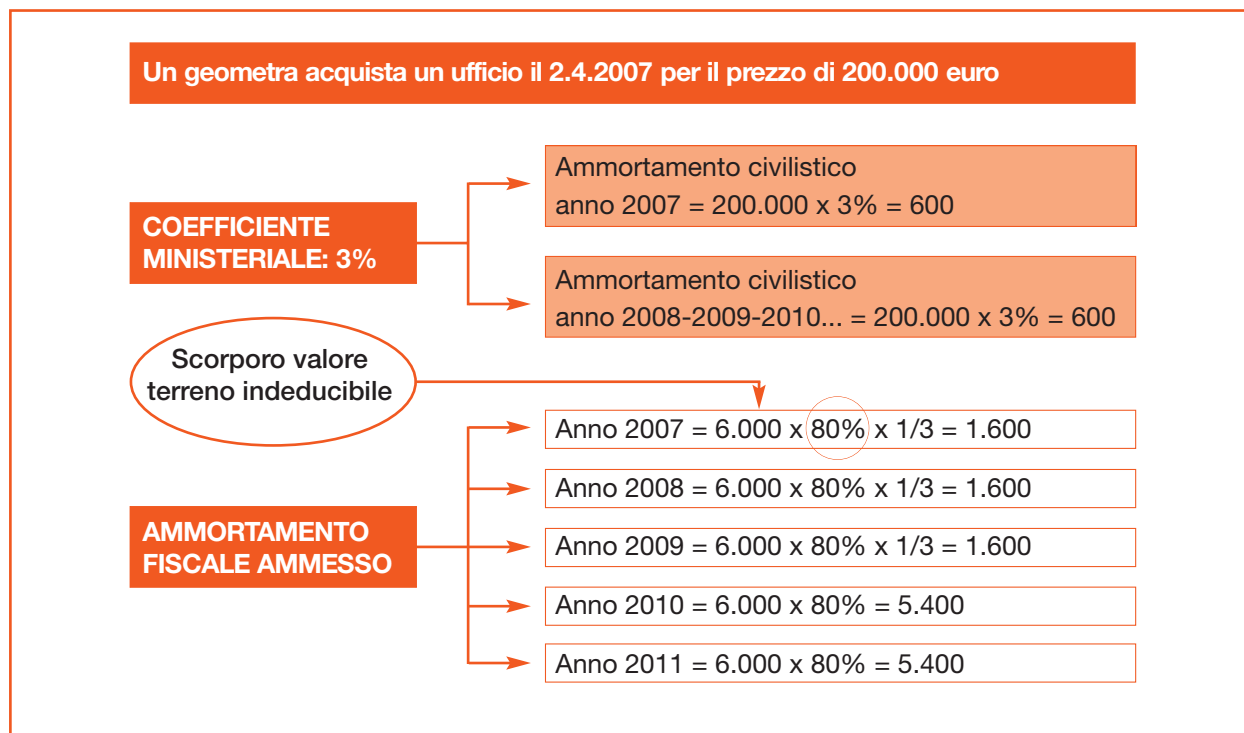 Un geometra acquista un ufficio il 2.4.2007 per il prezzo di 200.000 euro
COEFFICIENTE
MINISTERIALE: 3%
Ammortamento civilistico
anno 2007 = 200.000 x 3% = 600
Ammortamento civilistico
anno 2008-2009-2010... = 200.000 x 3% = 600
Scorporo valore
terreno indeducibile
AMMORTAMENTO
FISCALE AMMESSO
Anno 2007 = 6.000 x 80% x 1/3 = 1.600
Anno 2008 = 6.000 x 80% x 1/3 = 1.600
Anno 2009 = 6.000 x 80% x 1/3 = 1.600
Anno 2010 = 6.000 x 80% = 5.400
Anno 2011 = 6.000 x 80% = 5.400